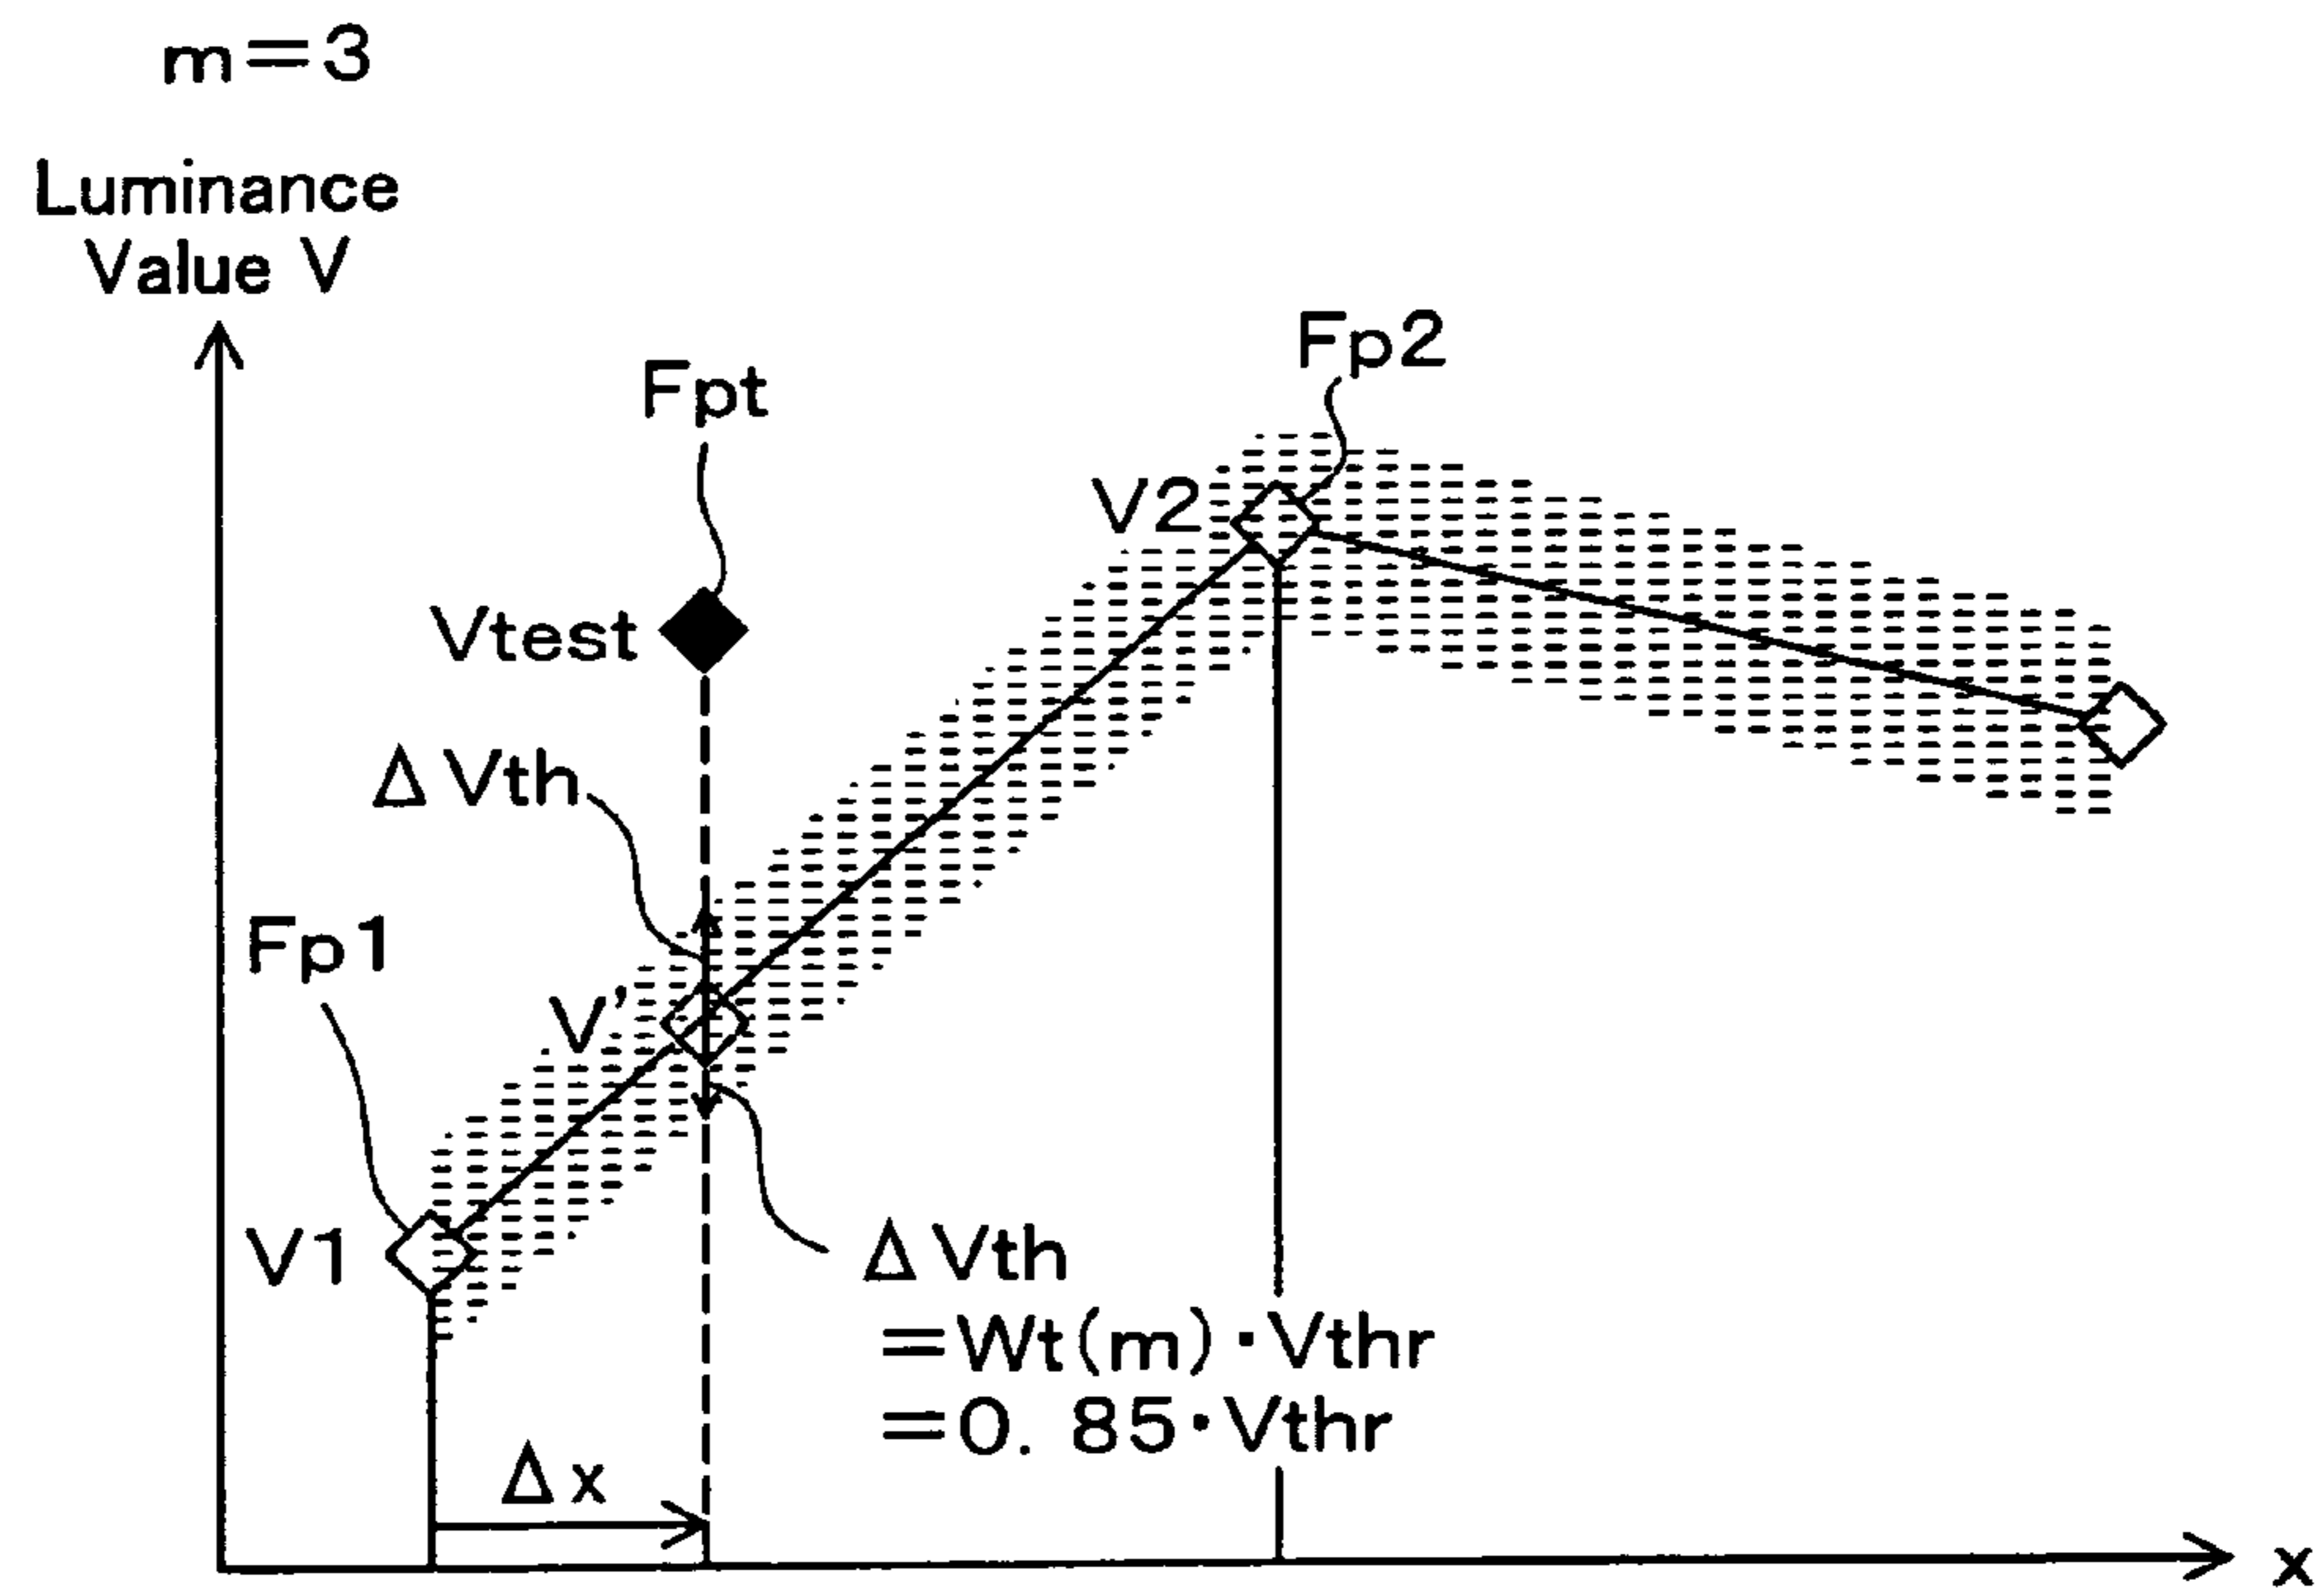 m=3
Luminance
Value V
Fp2
Fpt
V2
Vtest
ΔVth
Fp1
V'
V1
ΔVth
=Wt(m)·Vthr
=0. 85·Vthr
Δx
x